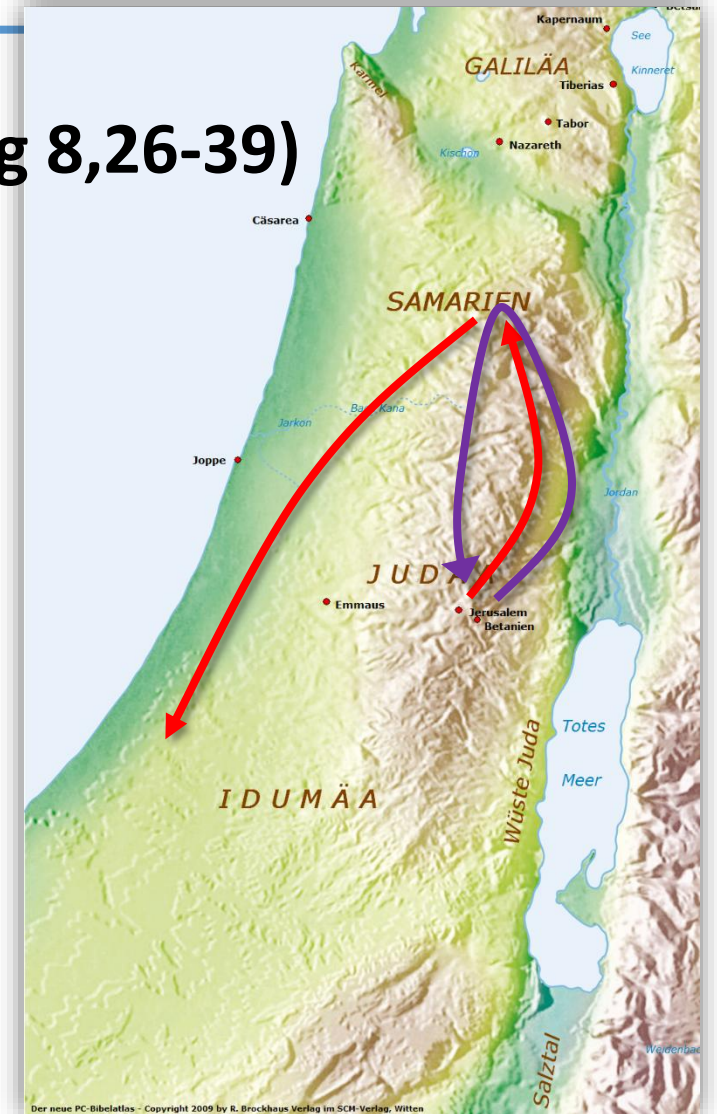 g 8,26-39)
Kapernaum
See
Kinneret
GALILÄA
Tiberias
Karmel
Tabor
Kischon
Nazareth
Cäsarea
SAMARIEN
Kana
Jarkon
Joppe
Jordan
JUDÄA
Emmaus
Jerusalem
Betanien
Totes
Meer
Wüste Juda
IDUMÄA
Salztal
Der neue PC-Bibelatlas - Copyright 2009 by R. Brockhaus Verlag im SCM-Verlag, Witten